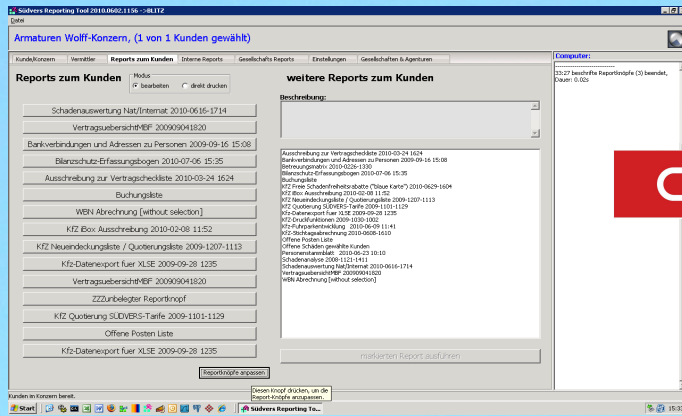 Südvers Reporting Tool 2010.0602.1156 ->BLITZ
Datei
Armaturen Wolff-Konzern, (1 von 1 Kunden gewählt)
Kunde/Konzern Vermittler Reports zum Kunden Interne Reports Gesellschafts Reports Einstellungen Gesellschaften & Agenturen
Reports zum Kunden
Modus
bearbeiten direkt drucken
Schadenauswertung Nat/Internat 2010-0616-1714
VertragsuebersichtMBF 200909041820
Bankverbindungen und Adressen zu Personen 2009-09-16 15:08
Bilanzschutz-Erfassungsbogen 2010-07-06 15:35
Ausschreibung zur Vertragscheckliste 2010-03-24 1624
Buchungsliste
WBN Abrechnung [without selection]
KfZ iBox Ausschreibung 2010-02-08 11:52
KfZ Neueindeckungsliste / Quotierungsliste 2009-1207-1113
Kfz-Datenexport fuer XLSE 2009-09-28 1235
VertragsuebersichtMBF 200909041820
ZZZunbelegter Reportknopf
KfZ Quotierung SÜDVERS-Tarife 2009-1101-1129
Offene Posten Liste
Kfz-Datenexport fuer XLSE 2009-09-28 1235
Reportknöpfe anpassen
weitere Reports zum Kunden
Beschreibung:
Ausschreibung zur Vertragscheckliste 2010-03-24 1624
Bankverbindungen und Adressen zu Personen 2009-09-16 15:08
Betreuungsmatrix 2010-0226-1330
Bilanzschutz-Erfassungsbogen 2010-07-06 15:35
Buchungsliste
KfZ Freie Schadenfreiheitsrabatte ("blaue Karte") 2010-0629-1604
KfZ iBox Ausschreibung 2010-02-08 11:52
KfZ Neueindeckungsliste / Quotierungsliste 2009-1207-1113
KfZ Quotierung SÜDVERS-Tarife 2009-1101-1129
Kfz-Datenexport fuer XLSE 2009-09-28 1235
KfZ-Druckfunktionen 2009-1030-1002
Kfz-Fuhrparkentwicklung 2010-06-09 11:41
KFZ-Stichtagsabrechnung 2010-0608-1610
Offene Posten Liste
Offene Schäden gewählte Kunden
Personenstammblatt 2010-06-23 10:10
Schadenanalyse 2008-1121-1411
Schadenauswertung Nat/Internat 2010-0616-1714
VertragsuebersichtMBF 200909041820
WBN Abrechnung [without selection]
markierten Report ausführen
Diesen Knopf drücken, um die
Report-Knöpfe anzupassen.
Computer:
33:27 beschrifte Reportknöpfe (3) beendet,
Dauer: 0.02s
Kunden im Konzern bereit.
Start Südvers Reporting To... 15:33